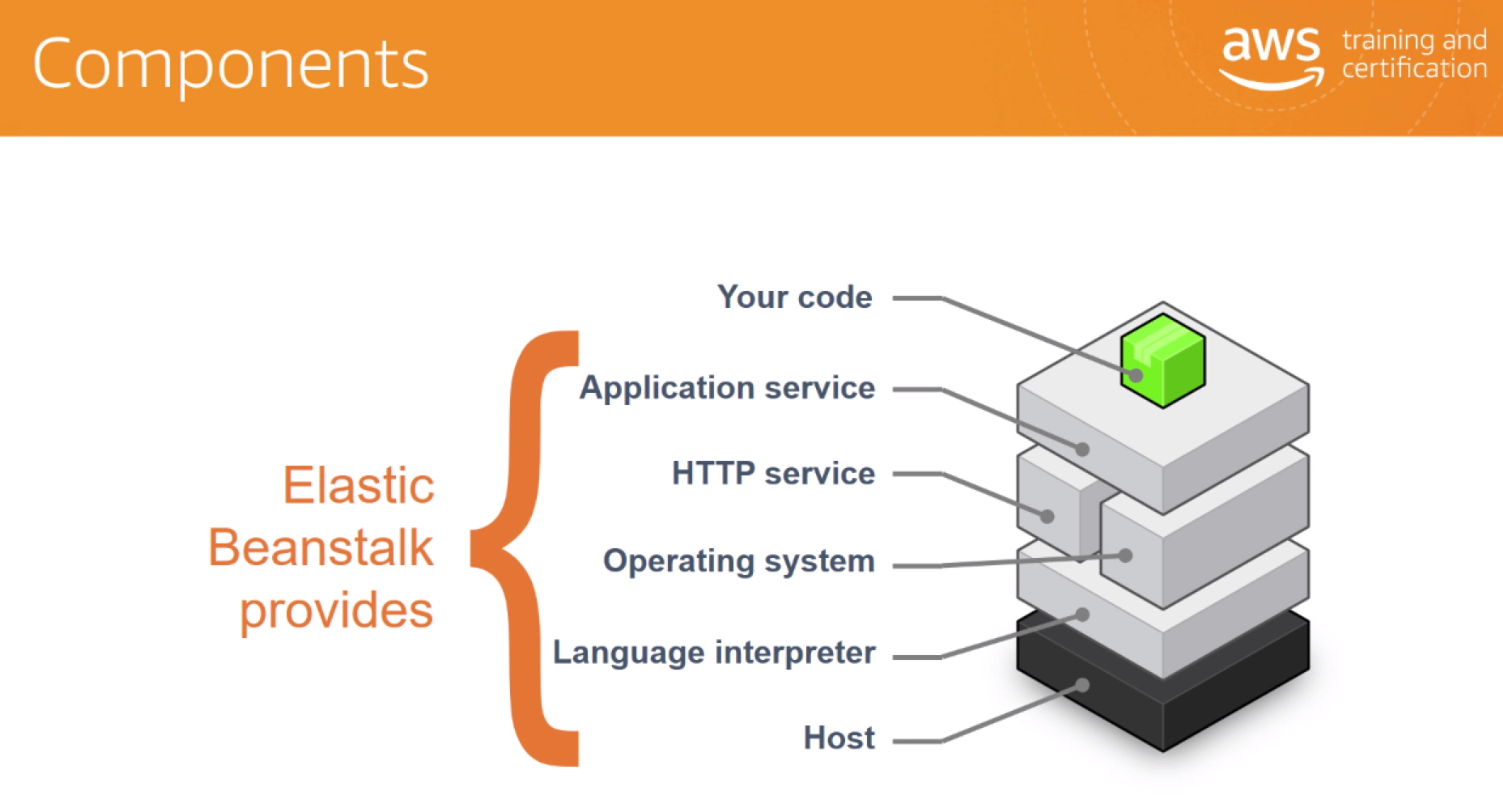 Components
aws
training and
certification
Your code
Application service
HTTP service
Operating system
Language interpreter
Host
Elastic
Beanstalk
provides